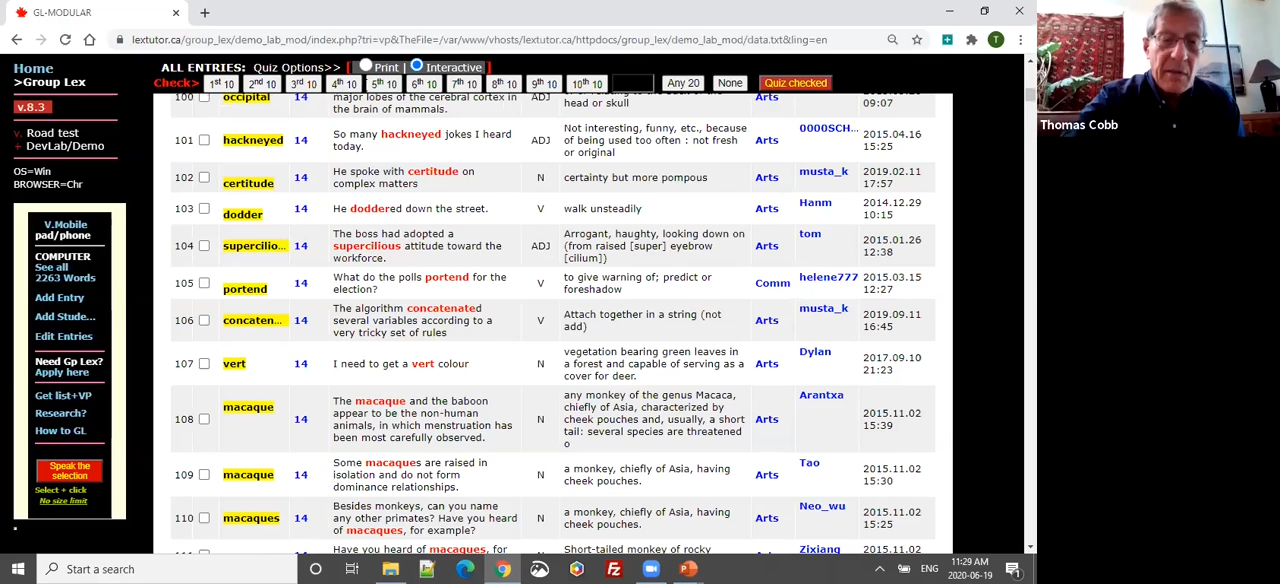 GL-MODULAR
lextutor.ca/group_lex/demo_lab_mod/index.php?tri=vp&TheFile=/var/www/vhosts/lextutor.ca/httpdocs/group_lex/demo_lab_mod/data.txt&ling=en
T
Home
>Group Lex
v.8.3
v. Road test
+ DevLab/Demo
OS=Win
BROWSER=Chr
V.Mobile
pad/phone
COMPUTER
See all
2263 Words
Add Entry
Add Stude...
Edit Entries
Need Gp Lex?
Apply here
Get list+VP
Research?
How to GL
Speak the
selection
Select + click
No size limit
ALL ENTRIES: Quiz Options>> | Print | Interactive |
Check> 1st 10 2nd 10 3rd 10 4th 10 5th 10 6th 10 7th 10 8th 10 9th 10 10th 10 Any 20 None Quiz checked
100 occipital 14 major lobes of the cerebral cortex in the brain of mammals. ADJ head or skull Arts 09:07
101 hackneyed 14 So many hackneyed jokes I heard today. ADJ Not interesting, funny, etc., because of being used too often : not fresh or original Arts 0000SCH... 2015.04.16 15:25
102 certitude 14 He spoke with certitude on complex matters N certainty but more pompous Arts musta_k 2019.02.11 17:57
103 dodder 14 He doddered down the street. V walk unsteadily Arts Hanm 2014.12.29 10:15
104 supercilio... 14 The boss had adopted a supercilious attitude toward the workforce. ADJ Arrogant, haughty, looking down on (from raised [super] eyebrow [cilium]) Arts tom 2015.01.26 12:38
105 portend 14 What do the polls portend for the election? V to give warning of; predict or foreshadow Comm helene777 2015.03.15 12:27
106 concaten... 14 The algorithm concatenated several variables according to a very tricky set of rules V Attach together in a string (not add) Arts musta_k 2019.09.11 16:45
107 vert 14 I need to get a vert colour N vegetation bearing green leaves in a forest and capable of serving as a cover for deer. Arts Dylan 2017.09.10 21:23
108 macaque 14 The macaque and the baboon appear to be the non-human animals, in which menstruation has been most carefully observed. N any monkey of the genus Macaca, chiefly of Asia, characterized by cheek pouches and, usually, a short tail: several species are threatened o Arts Arantxa 2015.11.02 15:39
109 macaque 14 Some macaques are raised in isolation and do not form dominance relationships. N a monkey, chiefly of Asia, having cheek pouches. Arts Tao 2015.11.02 15:30
110 macaques 14 Besides monkeys, can you name any other primates? Have you heard of macaques, for example? N a monkey, chiefly of Asia, having cheek pouches. Arts Neo_wu 2015.11.02 15:25
Have you heard of macaques, for Short-tailed monkey of rocky Zixiang 2015.11.02
Thomas Cobb
Start a search
ENG
11:29 AM
2020-06-19